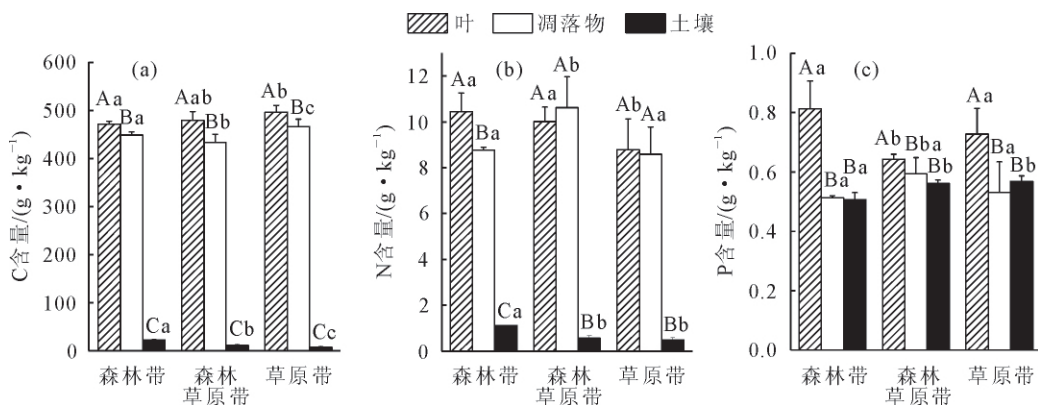 叶 凋落物 土壤
(a)
C含量/(g·kg⁻¹)
600
500
400
300
200
100
0
Aa Ba Ca
Aab Bb Cb
Ab Bc Cc
森林带 森林 草原带
草原带
(b)
N含量/(g·kg⁻¹)
12
10
8
6
4
2
0
Aa Ba Ca
Aa Ab Bb
Ab Aa Bb
森林带 森林 草原带
草原带
(c)
P含量/(g·kg⁻¹)
1.0
0.8
0.6
0.4
0.2
0.0
Aa Ba Ba
Ab Bba Bb
Aa Ba Bb
森林带 森林 草原带
草原带